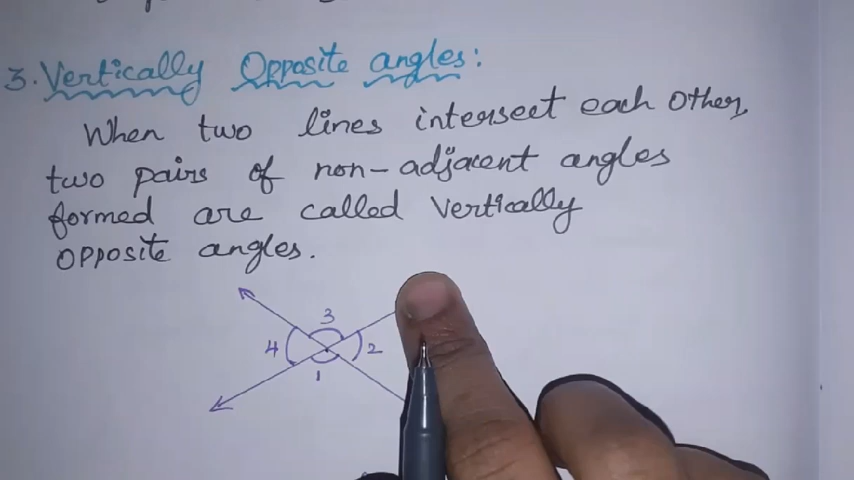 3. Vertically Opposite angles:
When two lines intersect each other,
two pairs of non-adjacent angles
formed are called vertically
opposite angles.
3
4 2
1